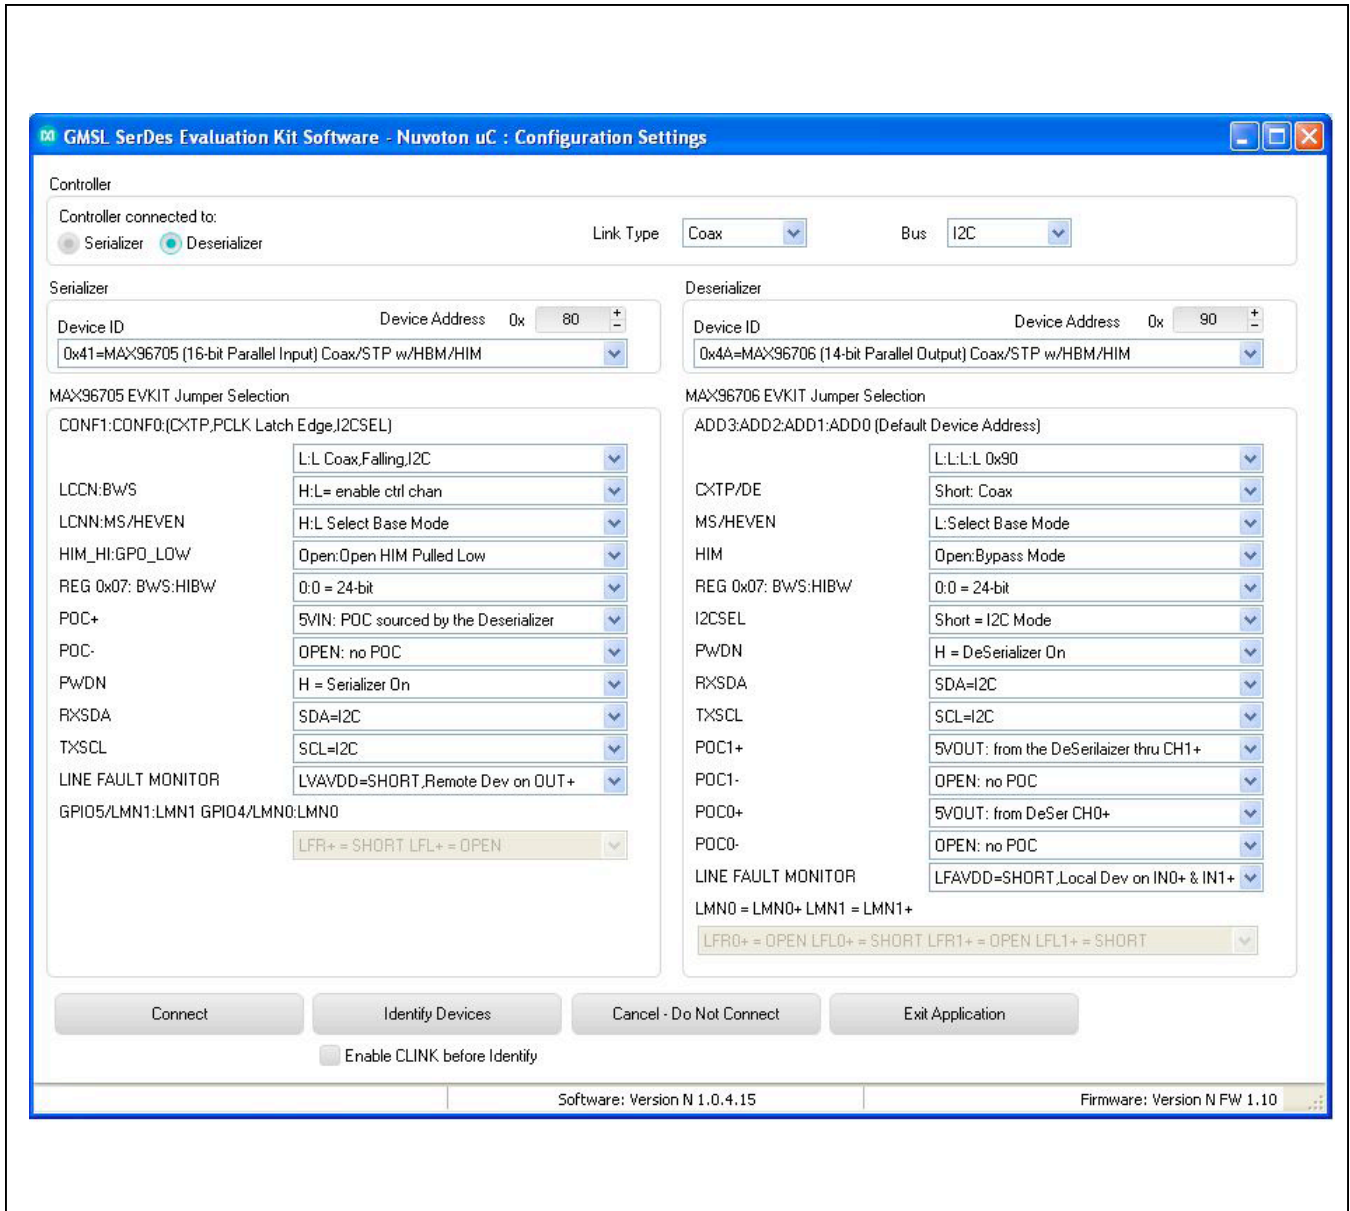 GMSL SerDes Evaluation Kit Software - Nuvoton uC : Configuration Settings
Controller
Controller connected to:
Serializer Deserializer Link Type Coax Bus I2C
Serializer
Device ID Device Address 0x 80 + -
0x41=MAX96705 (16-bit Parallel Input) Coax/STP w/HBM/HIM
MAX96705 EVKIT Jumper Selection
CONF1:CONF0:(CXTP,PCLK Latch Edge,I2CSEL)
L:L Coax,Falling,I2C
LCCN:BWS H:L= enable ctrl chan
LCNN:MS/HEVEN H:L Select Base Mode
HIM_HI:GPO_LOW Open:Open HIM Pulled Low
REG 0x07: BWS:HIBW 0:0 = 24-bit
POC+ 5VIN: POC sourced by the Deserializer
POC- OPEN: no POC
PWDN H = Serializer On
RXSDA SDA=I2C
TXSCL SCL=I2C
LINE FAULT MONITOR LVAVDD=SHORT,Remote Dev on OUT+
GPIO5/LMN1:LMN1 GPIO4/LMN0:LMN0
LFR+ = SHORT LFL+ = OPEN
Deserializer
Device ID Device Address 0x 90 + -
0x4A=MAX96706 (14-bit Parallel Output) Coax/STP w/HBM/HIM
MAX96706 EVKIT Jumper Selection
ADD3:ADD2:ADD1:ADD0 (Default Device Address)
L:L:L:L 0x90
CXTP/DE Short: Coax
MS/HEVEN L:Select Base Mode
HIM Open:Bypass Mode
REG 0x07: BWS:HIBW 0:0 = 24-bit
I2CSEL Short = I2C Mode
PWDN H = DeSerializer On
RXSDA SDA=I2C
TXSCL SCL=I2C
POC1+ 5VOUT: from the DeSerilaizer thru CH1+
POC1- OPEN: no POC
POC0+ 5VOUT: from DeSer CH0+
POC0- OPEN: no POC
LINE FAULT MONITOR LFAVDD=SHORT,Local Dev on IN0+ & IN1+
LMN0 = LMN0+ LMN1 = LMN1+
LFR0+ = OPEN LFL0+ = SHORT LFR1+ = OPEN LFL1+ = SHORT
Connect Identify Devices Cancel - Do Not Connect Exit Application
Enable CLINK before Identify
Software: Version N 1.0.4.15 Firmware: Version N FW 1.10